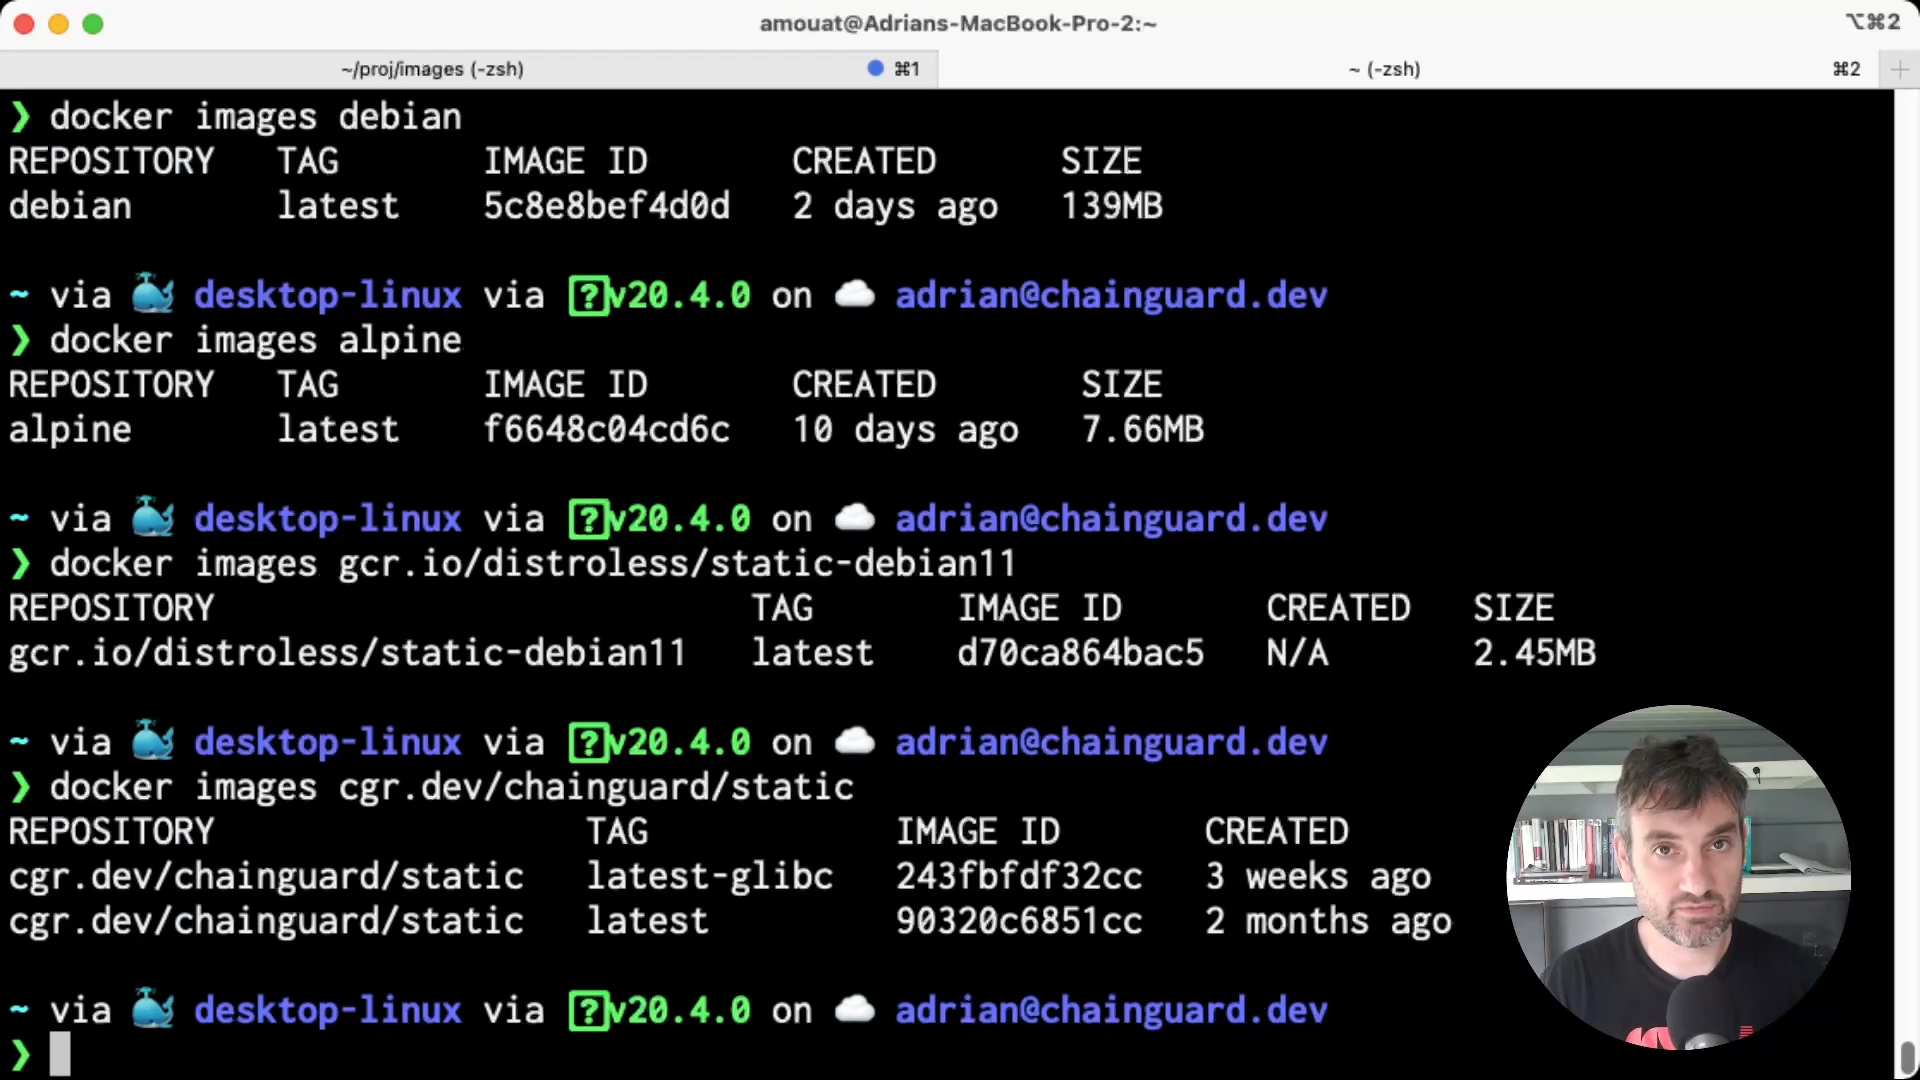 amouat@Adrians-MacBook-Pro-2:~
⌥⌘2
~/proj/images (-zsh)
⌘1
~ (-zsh)
⌘2
❯ docker images debian
REPOSITORY TAG IMAGE ID CREATED SIZE
debian latest 5c8e8bef4d0d 2 days ago 139MB
~ via 🐳 desktop-linux via [?]v20.4.0 on ☁️ adrian@chainguard.dev
❯ docker images alpine
REPOSITORY TAG IMAGE ID CREATED SIZE
alpine latest f6648c04cd6c 10 days ago 7.66MB
~ via 🐳 desktop-linux via [?]v20.4.0 on ☁️ adrian@chainguard.dev
❯ docker images gcr.io/distroless/static-debian11
REPOSITORY TAG IMAGE ID CREATED SIZE
gcr.io/distroless/static-debian11 latest d70ca864bac5 N/A 2.45MB
~ via 🐳 desktop-linux via [?]v20.4.0 on ☁️ adrian@chainguard.dev
❯ docker images cgr.dev/chainguard/static
REPOSITORY TAG IMAGE ID CREATED
cgr.dev/chainguard/static latest-glibc 243fbfdf32cc 3 weeks ago
cgr.dev/chainguard/static latest 90320c6851cc 2 months ago
~ via 🐳 desktop-linux via [?]v20.4.0 on ☁️ adrian@chainguard.dev
❯